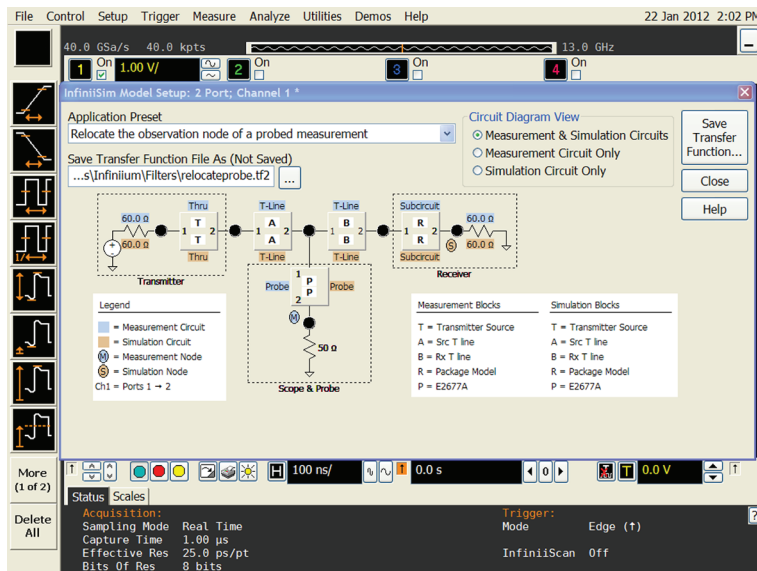 File Control Setup Trigger Measure Analyze Utilities Demos Help 22 Jan 2012 2:02 PM
40.0 GSa/s 40.0 kpts 13.0 GHz
1 On 1.00 V/ 2 On 3 On 4 On
InfiniiSim Model Setup: 2 Port; Channel 1 *
Application Preset
Relocate the observation node of a probed measurement
Save Transfer Function File As (Not Saved)
...s\Infiniium\Filters\relocateprobe.tf2 ...
Circuit Diagram View
Measurement & Simulation Circuits
Measurement Circuit Only
Simulation Circuit Only
Save
Transfer
Function...
Close
Help
Thru T-Line T-Line Subcircuit
60.0 Ω 60.0 Ω
1 T 2 1 A 2 1 B 2 1 R 2
T A B R
60.0 Ω S 60.0 Ω
Thru T-Line T-Line Subcircuit
Transmitter Receiver
1
Probe P Probe
P
2
M
50 Ω
Scope & Probe
Legend
= Measurement Circuit
= Simulation Circuit
M = Measurement Node
S = Simulation Node
Ch1 = Ports 1 → 2
Measurement Blocks
T = Transmitter Source
A = Src T line
B = Rx T line
R = Package Model
P = E2677A
Simulation Blocks
T = Transmitter Source
A = Src T line
B = Rx T line
R = Package Model
P = E2677A
1/
More
(1 of 2)
Delete
All
H 100 ns/ 0.0 s 0 T 0.0 V
Status Scales
Acquisition:
Sampling Mode Real Time
Capture Time 1.00 µs
Effective Res 25.0 ps/pt
Bits Of Res 8 bits
Trigger:
Mode Edge (↑)
InfiniiScan Off
?